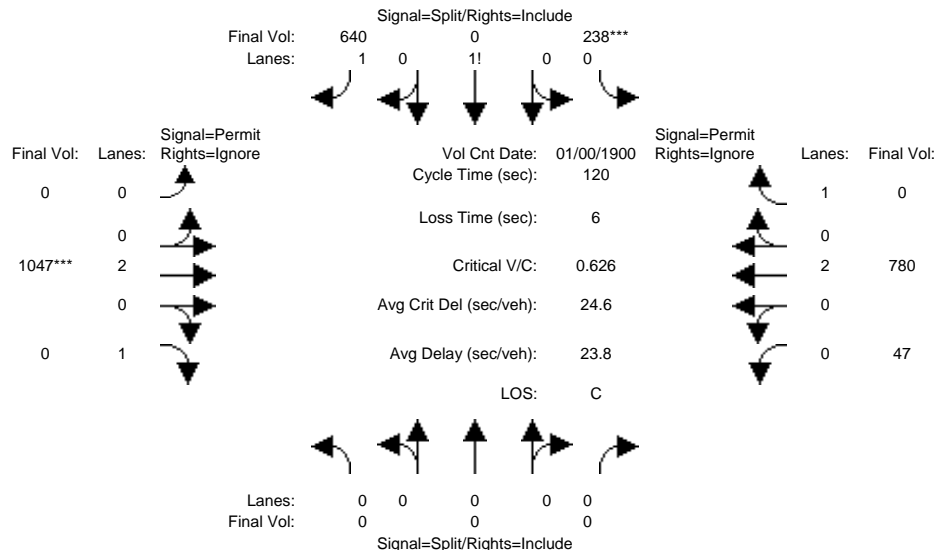 Signal=Split/Rights=Include
Final Vol: 640 0 238***
Lanes: 1 0 1! 0 0
Signal=Permit Signal=Permit
Final Vol: Lanes: Rights=Ignore Vol Cnt Date: 01/00/1900 Rights=Ignore Lanes: Final Vol:
Cycle Time (sec): 120
0 0 1 0
Loss Time (sec): 6
0 0
1047*** 2 Critical V/C: 0.626 2 780
0 Avg Crit Del (sec/veh): 24.6 0
0 1 Avg Delay (sec/veh): 23.8 0 47
LOS: C
Lanes: 0 0 0 0 0
Final Vol: 0 0 0
Signal=Split/Rights=Include